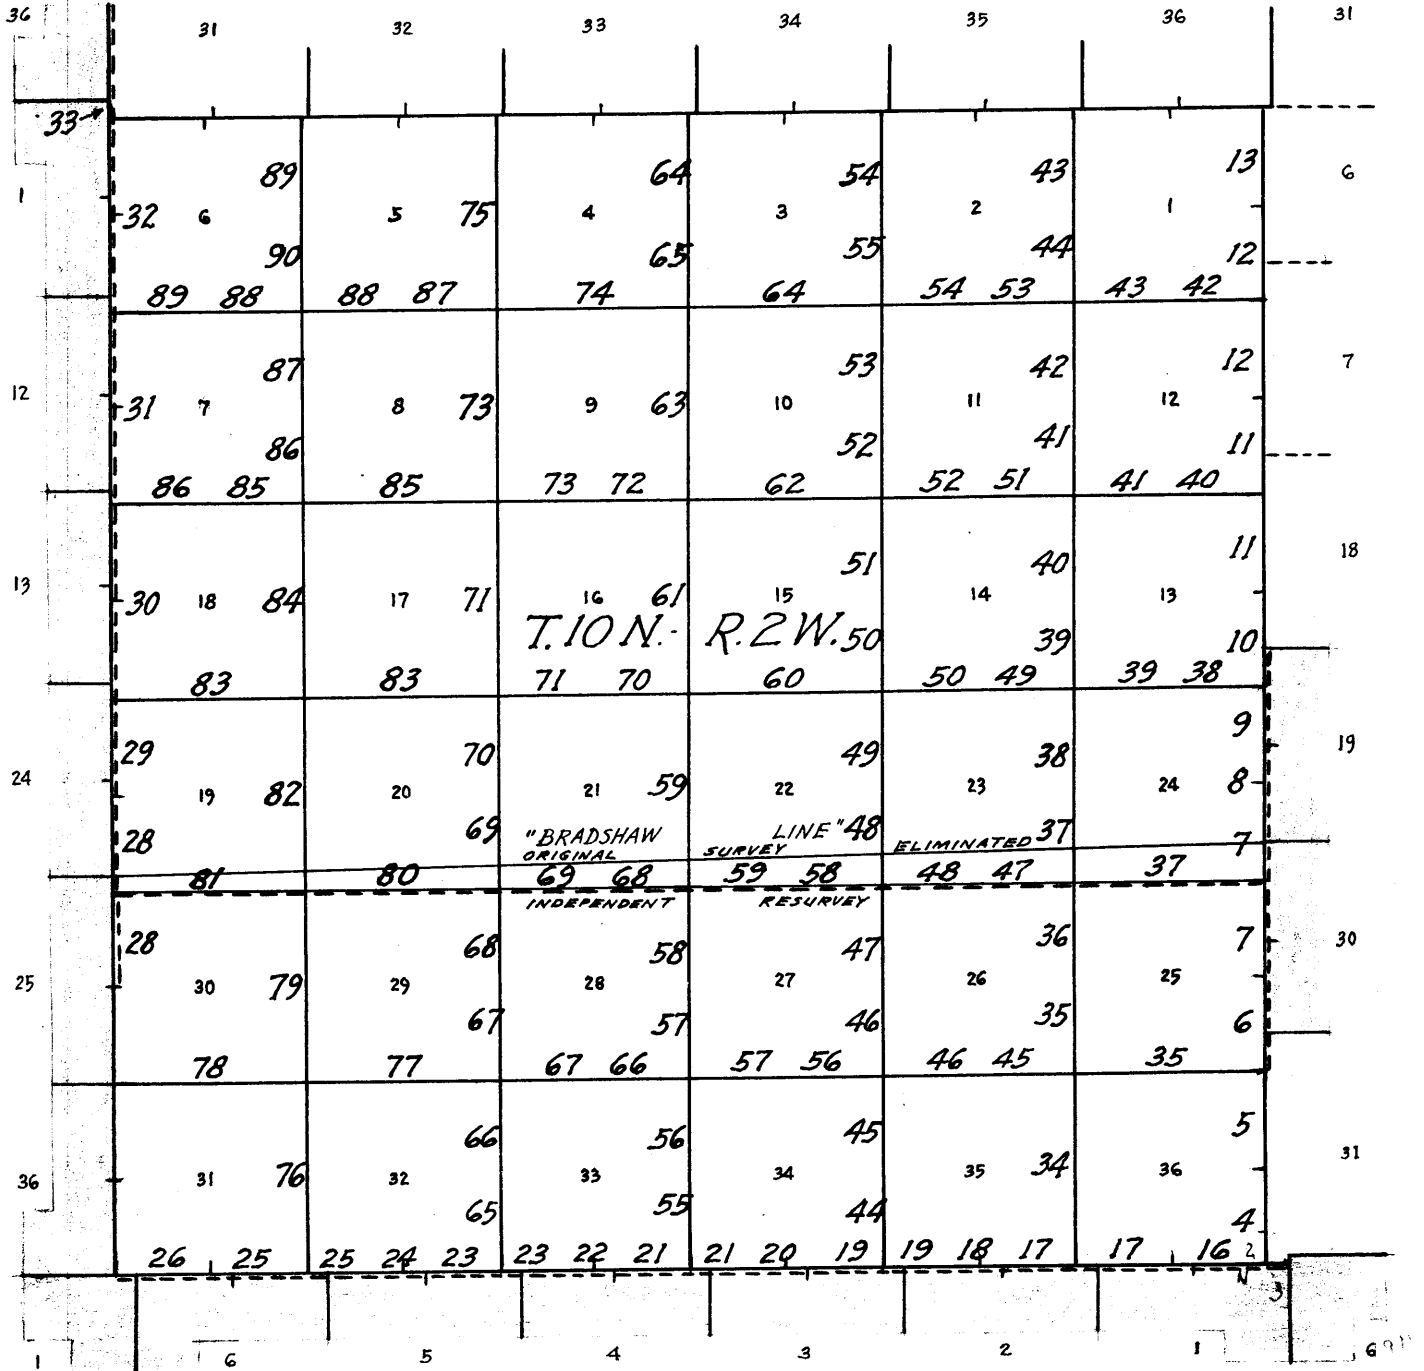 36 31 32 33 34 35 36 31
33
89 64 54 43 13
1 32 6 5 75 4 3 2 1 6
90 65 55 44 12
89 88 88 87 74 64 54 53 43 42
87 53 42 12
12 31 7 8 73 9 63 10 11 12 7
86 52 41 11
86 85 85 73 72 62 52 51 41 40
51 40 11
13 30 18 84 17 71 16 61 15 14 13 18
T.10 N. - R.2 W. 50 39 10
83 83 71 70 60 50 49 39 38
29 70 49 38 9
24 19 82 20 21 59 22 23 24 8 19
28 69 "BRADSHAW LINE" 48 37 7
ORIGINAL SURVEY ELIMINATED
81 80 69 68 59 58 48 47 37
INDEPENDENT RESURVEY
28 68 58 47 36 7 30
25 30 79 29 28 27 26 25
67 57 46 35 6
78 77 67 66 57 56 46 45 35
66 56 45 5
36 31 76 32 33 34 35 34 36 31
65 55 44 4
26 25 25 24 23 23 22 21 21 20 19 19 18 17 17 16 2
N 3
1 6 5 4 3 2 1 6